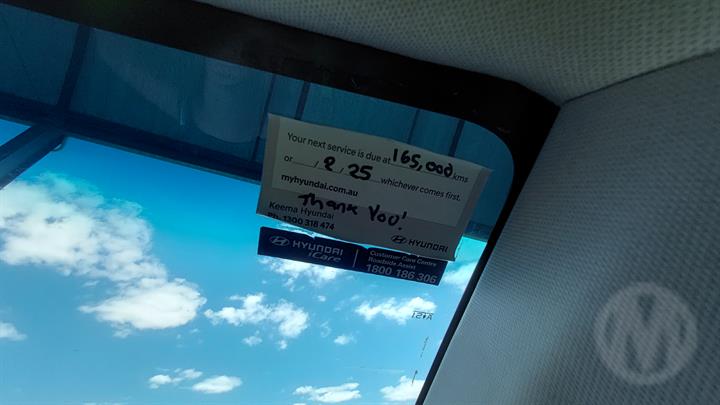 Your next service is due at 165,000 kms
or / 2 / 25 whichever comes first.
myhyundai.com.au
Thank You!
Keema Hyundai
Ph. 1300 318 474
HYUNDAI
HYUNDAI
iCare
Customer Care Centre
Roadside Assist
1800 186 306
M